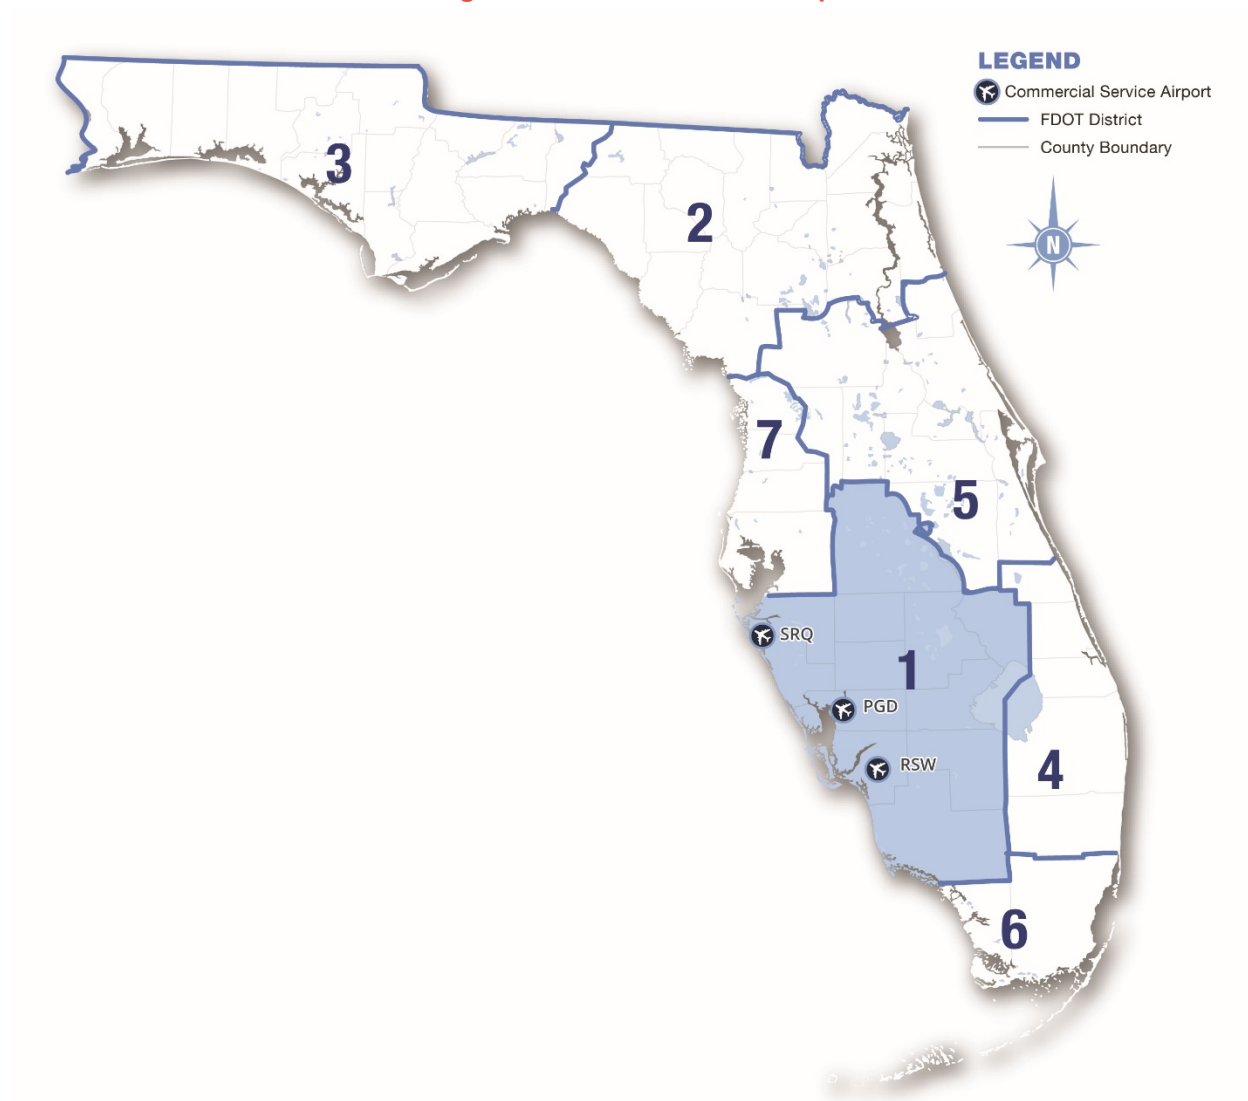 LEGEND
Commercial Service Airport
FDOT District
County Boundary
N
3
2
7
5
SRQ
1
PGD
RSW
4
6